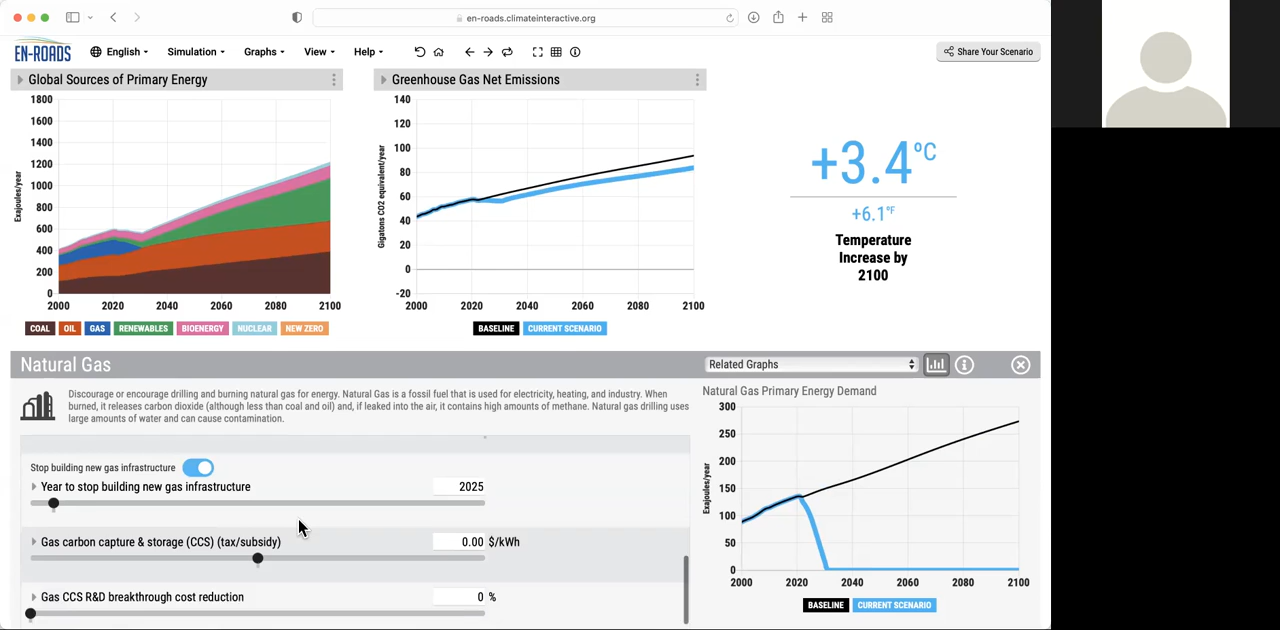 en-roads.climateinteractive.org
EN-ROADS
English
Simulation
Graphs
View
Help
Share Your Scenario
Global Sources of Primary Energy
1800
1600
1400
1200
1000
800
600
400
200
0
Exajoules/year
2000 2020 2040 2060 2080 2100
COAL OIL GAS RENEWABLES BIOENERGY NUCLEAR NEW ZERO
Greenhouse Gas Net Emissions
140
120
100
80
60
40
20
0
-20
Gigatons CO2 equivalent/year
2000 2020 2040 2060 2080 2100
BASELINE CURRENT SCENARIO
+3.4°C
+6.1°F
Temperature
Increase by
2100
Natural Gas
Related Graphs
Discourage or encourage drilling and burning natural gas for energy. Natural Gas is a fossil fuel that is used for electricity, heating, and industry. When
burned, it releases carbon dioxide (although less than coal and oil) and, if leaked into the air, it contains high amounts of methane. Natural gas drilling uses
large amounts of water and can cause contamination.
Stop building new gas infrastructure
Year to stop building new gas infrastructure 2025
Gas carbon capture & storage (CCS) (tax/subsidy) 0.00 $/kWh
Gas CCS R&D breakthrough cost reduction 0 %
Natural Gas Primary Energy Demand
300
250
200
150
100
50
0
Exajoules/year
2000 2020 2040 2060 2080 2100
BASELINE CURRENT SCENARIO